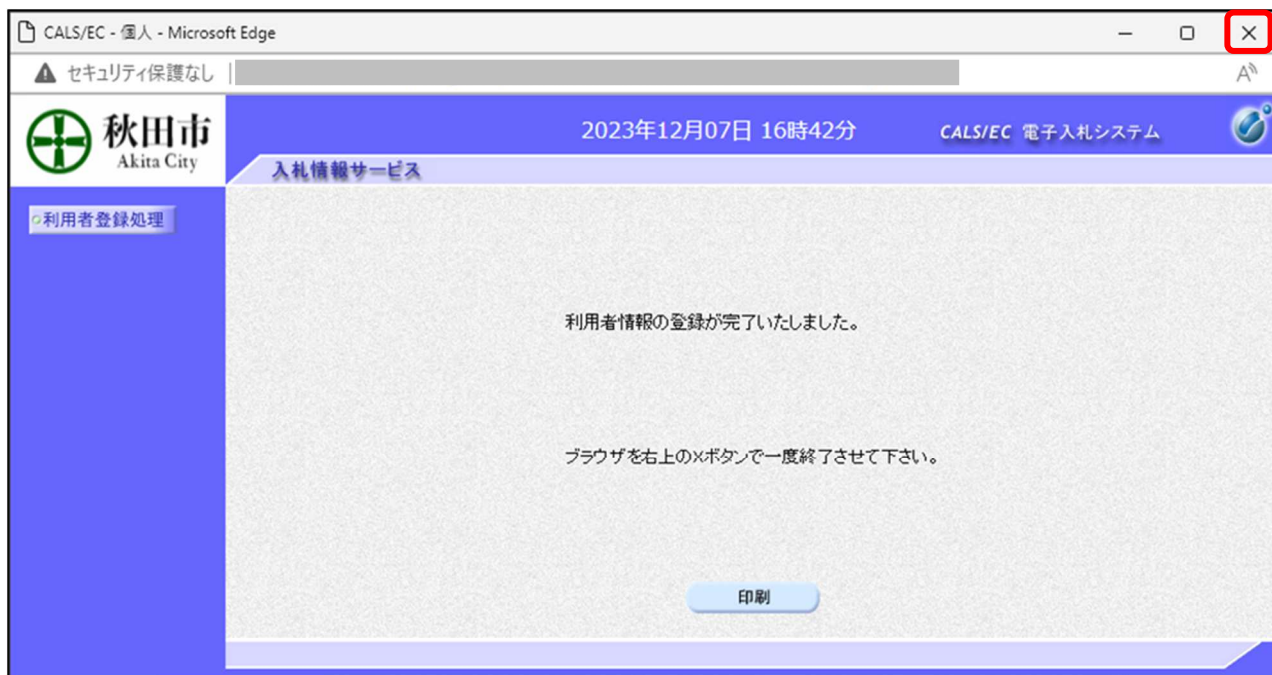 CALS/EC - 個人 - Microsoft Edge
セキュリティ保護なし
秋田市
Akita City
2023年12月07日 16時42分
CALS/EC 電子入札システム
入札情報サービス
利用者登録処理
利用者情報の登録が完了いたしました。
ブラウザを右上の×ボタンで一度終了させて下さい。
印刷